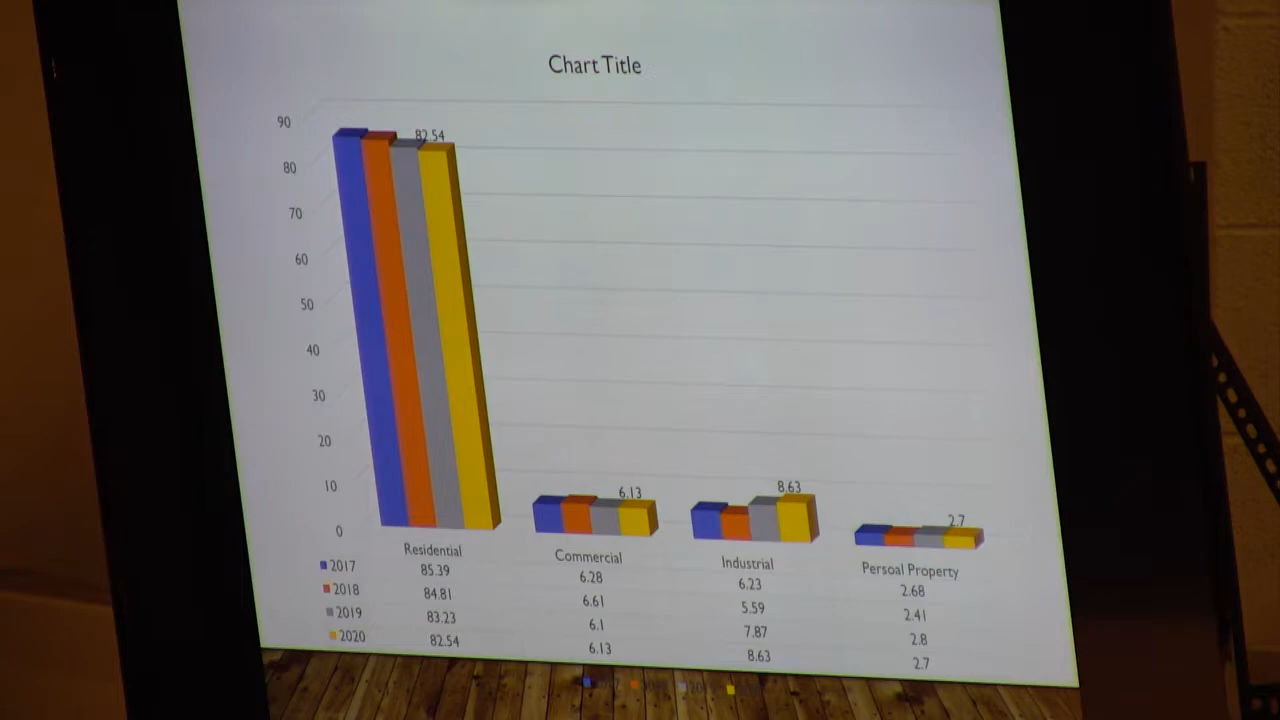 Chart Title
90
80
70
60
50
40
30
20
10
0
82.54
6.13
8.63
2.7
Residential Commercial Industrial Persoal Property
2017 85.39 6.28 6.23 2.68
2018 84.81 6.61 5.59 2.41
2019 83.23 6.1 7.87 2.8
2020 82.54 6.13 8.63 2.7